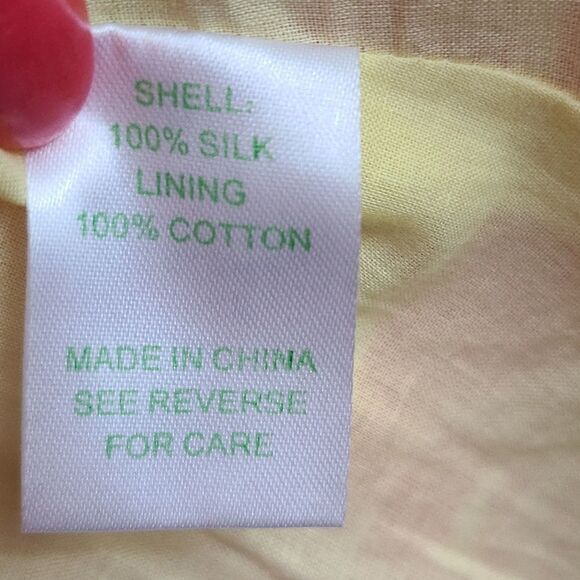 SHELL:
100% SILK
LINING
100% COTTON
MADE IN CHINA
SEE REVERSE
FOR CARE